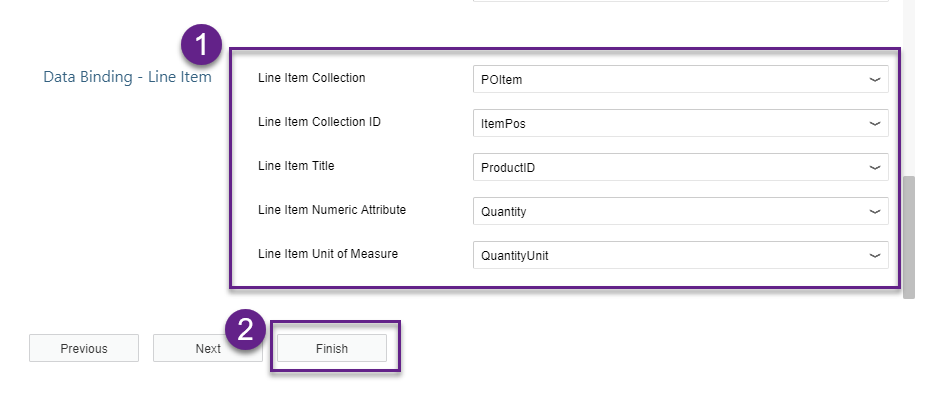 1
Data Binding - Line Item
Line Item Collection POItem
Line Item Collection ID ItemPos
Line Item Title ProductID
Line Item Numeric Attribute Quantity
Line Item Unit of Measure QuantityUnit
2
Previous Next Finish